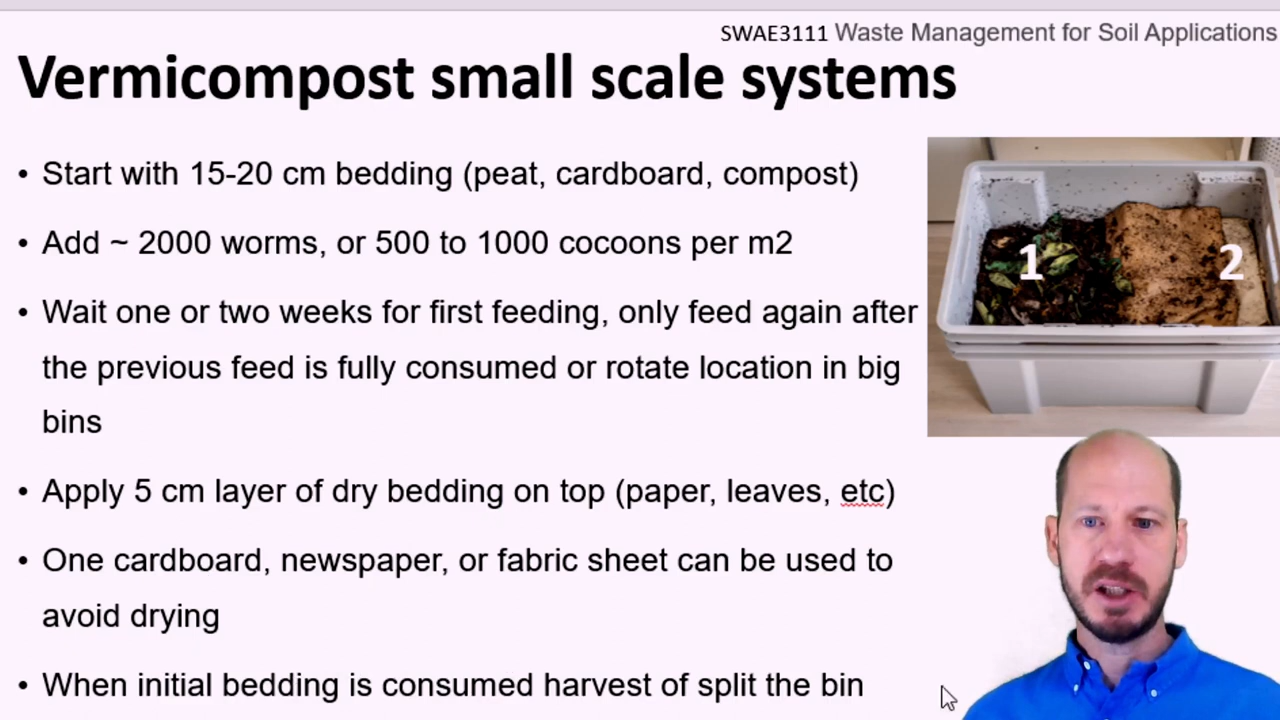 SWAE3111 Waste Management for Soil Applications
Vermicompost small scale systems
• Start with 15-20 cm bedding (peat, cardboard, compost)
• Add ~ 2000 worms, or 500 to 1000 cocoons per m2
• Wait one or two weeks for first feeding, only feed again after
the previous feed is fully consumed or rotate location in big
bins
• Apply 5 cm layer of dry bedding on top (paper, leaves, etc)
• One cardboard, newspaper, or fabric sheet can be used to
avoid drying
• When initial bedding is consumed harvest of split the bin
1
2